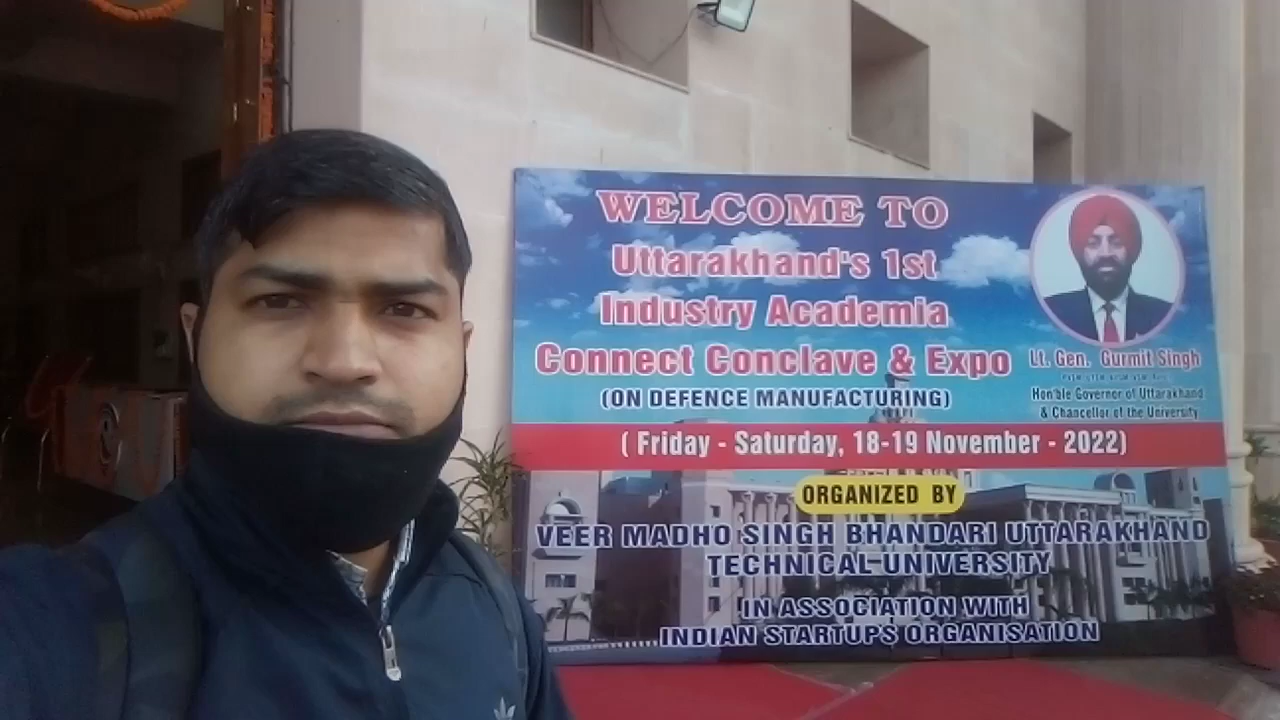 WELCOME TO
Uttarakhand's 1st
Industry Academia
Connect Conclave & Expo
(ON DEFENCE MANUFACTURING)
Lt. Gen. Gurmit Singh
Hon'ble Governor of Uttarakhand
& Chancellor of the University
( Friday - Saturday, 18-19 November - 2022)
ORGANIZED BY
VEER MADHO SINGH BHANDARI UTTARAKHAND
TECHNICAL UNIVERSITY
IN ASSOCIATION WITH
INDIAN STARTUPS ORGANISATION